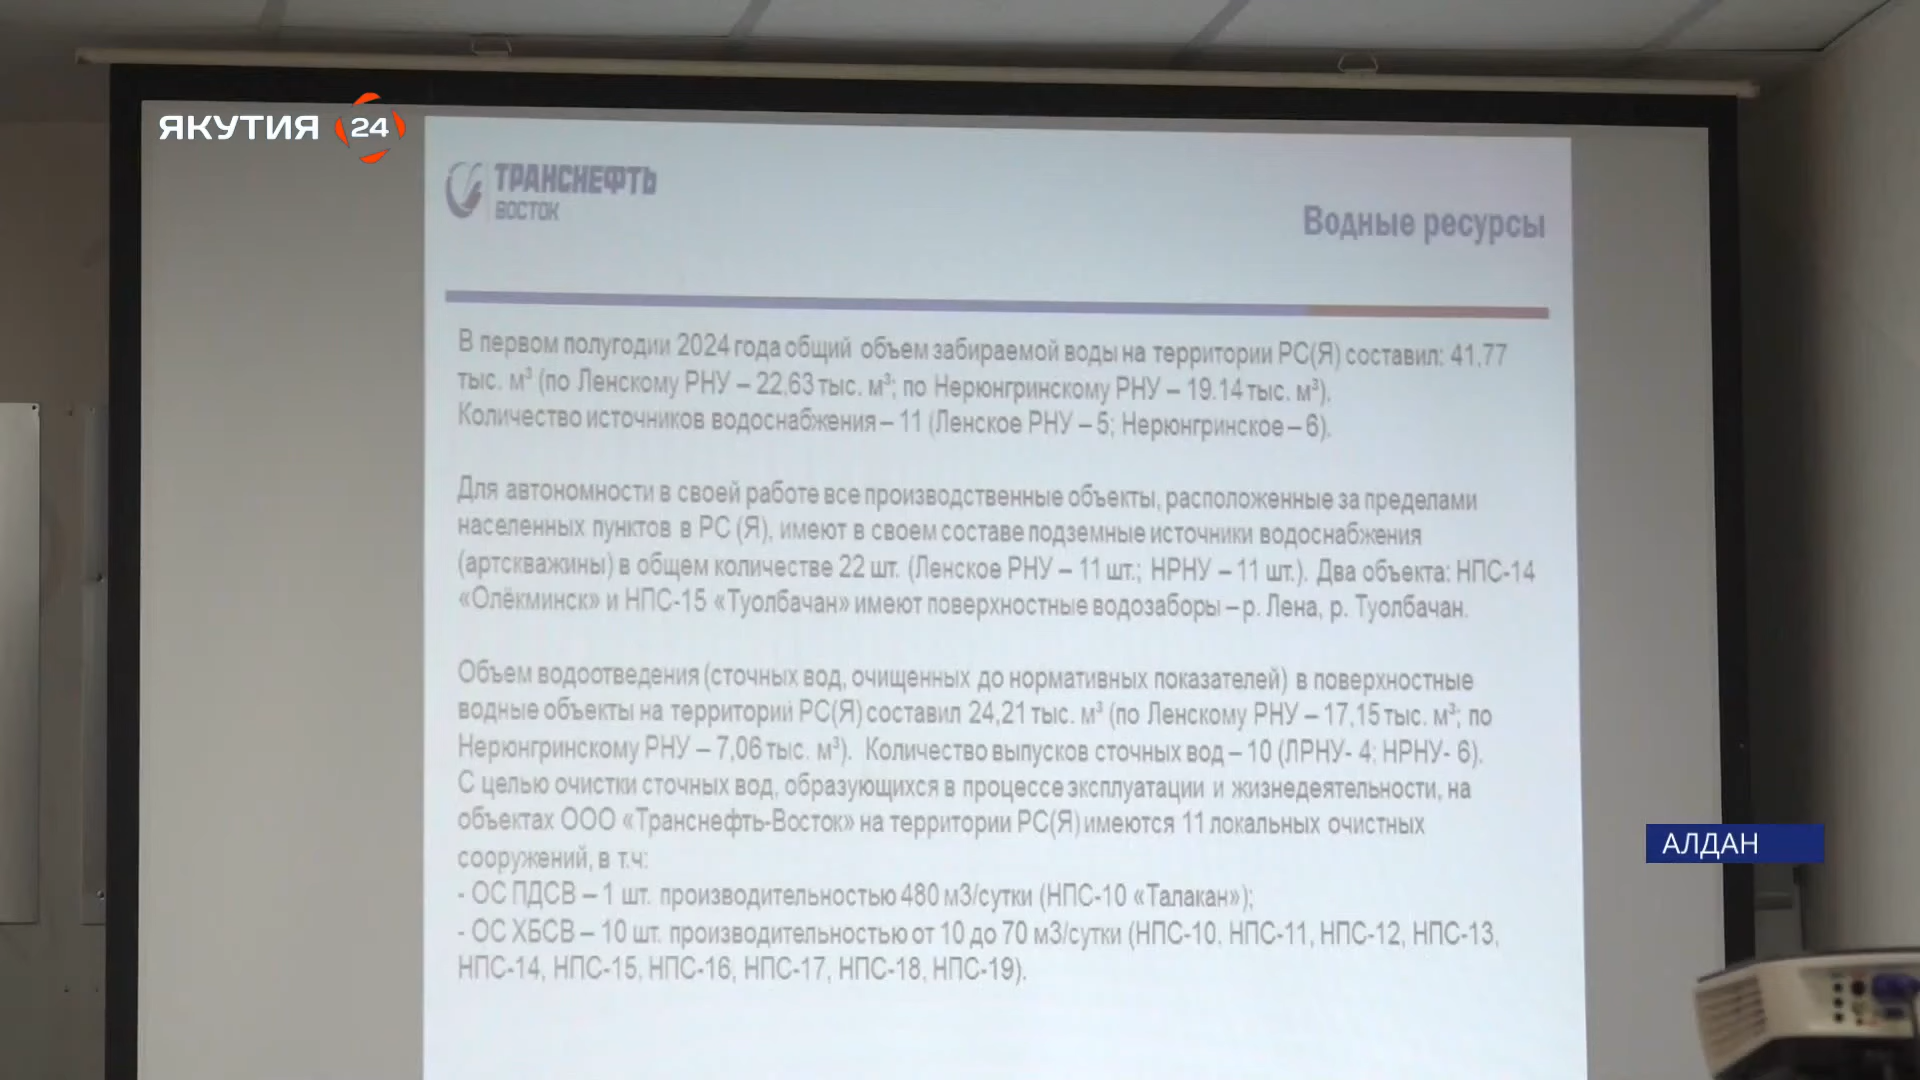 ЯКУТИЯ 24
ТРАНСНЕФТЬ
ВОСТОК
Водные ресурсы
В первом полугодии 2024 года общий объем забираемой воды на территории РС(Я) составил: 41,77
тыс. м³ (по Ленскому РНУ – 22,63 тыс. м³; по Нерюнгринскому РНУ – 19.14 тыс. м³).
Количество источников водоснабжения – 11 (Ленское РНУ – 5; Нерюнгринское – 6).
Для автономности в своей работе все производственные объекты, расположенные за пределами
населенных пунктов в РС (Я), имеют в своем составе подземные источники водоснабжения
(артскважины) в общем количестве 22 шт. (Ленское РНУ – 11 шт.; НРНУ – 11 шт.). Два объекта: НПС-14
«Олёкминск» и НПС-15 «Туолбачан» имеют поверхностные водозаборы – р. Лена, р. Туолбачан.
Объем водоотведения (сточных вод, очищенных до нормативных показателей) в поверхностные
водные объекты на территории РС(Я) составил 24,21 тыс. м³ (по Ленскому РНУ – 17,15 тыс. м³; по
Нерюнгринскому РНУ – 7,06 тыс. м³). Количество выпусков сточных вод – 10 (ЛРНУ- 4; НРНУ- 6).
С целью очистки сточных вод, образующихся в процессе эксплуатации и жизнедеятельности, на
объектах ООО «Транснефть-Восток» на территории РС(Я) имеются 11 локальных очистных
сооружений, в т.ч:
- ОС ПДСВ – 1 шт. производительностью 480 м3/сутки (НПС-10 «Талакан»);
- ОС ХБСВ – 10 шт. производительностью от 10 до 70 м3/сутки (НПС-10, НПС-11, НПС-12, НПС-13,
НПС-14, НПС-15, НПС-16, НПС-17, НПС-18, НПС-19).
АЛДАН